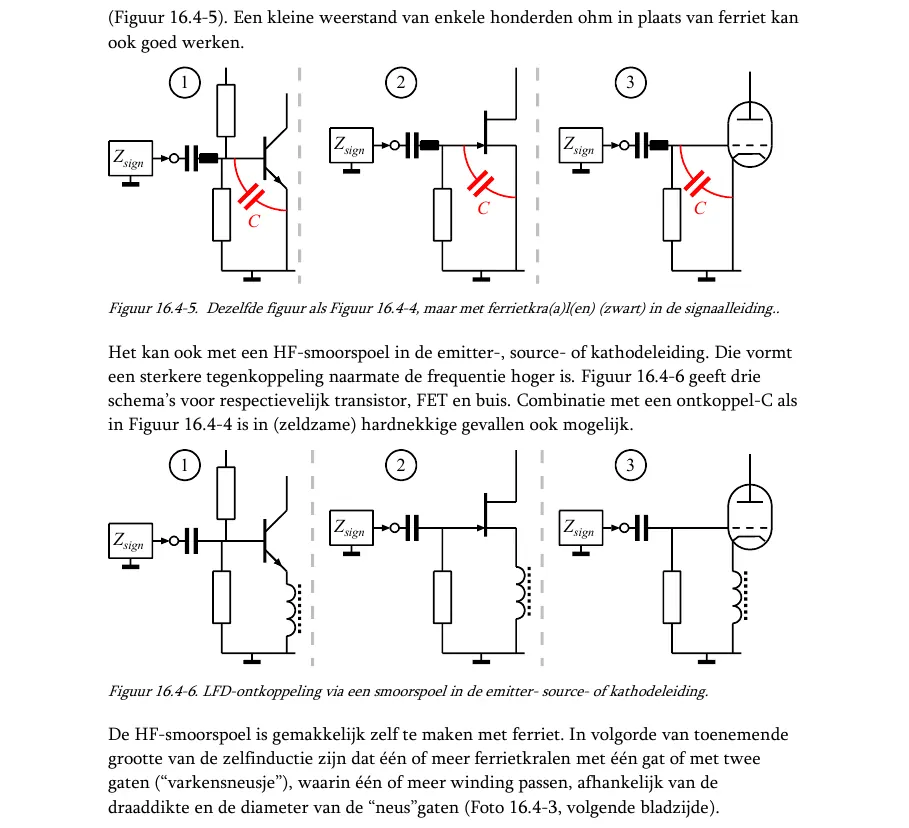 (Figuur 16.4-5). Een kleine weerstand van enkele honderden ohm in plaats van ferriet kan
ook goed werken.
1 2 3
Zsign Zsign Zsign
C C C
Figuur 16.4-5. Dezelfde figuur als Figuur 16.4-4, maar met ferrietkra(a)l(en) (zwart) in de signaalleiding..
Het kan ook met een HF-smoorspoel in de emitter-, source- of kathodeleiding. Die vormt
een sterkere tegenkoppeling naarmate de frequentie hoger is. Figuur 16.4-6 geeft drie
schema’s voor respectievelijk transistor, FET en buis. Combinatie met een ontkoppel-C als
in Figuur 16.4-4 is in (zeldzame) hardnekkige gevallen ook mogelijk.
1 2 3
Zsign Zsign Zsign
Figuur 16.4-6. LFD-ontkoppeling via een smoorspoel in de emitter- source- of kathodeleiding.
De HF-smoorspoel is gemakkelijk zelf te maken met ferriet. In volgorde van toenemende
grootte van de zelfinductie zijn dat één of meer ferrietkralen met één gat of met twee
gaten (“varkensneusje”), waarin één of meer winding passen, afhankelijk van de
draaddikte en de diameter van de “neus”gaten (Foto 16.4-3, volgende bladzijde).